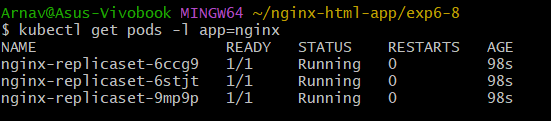 Arnav@Asus-Vivobook MINGW64 ~/nginx-html-app/exp6-8
$ kubectl get pods -l app=nginx
NAME                     READY   STATUS    RESTARTS   AGE
nginx-replicaset-6ccg9   1/1     Running   0          98s
nginx-replicaset-6stjt   1/1     Running   0          98s
nginx-replicaset-9mp9p   1/1     Running   0          98s